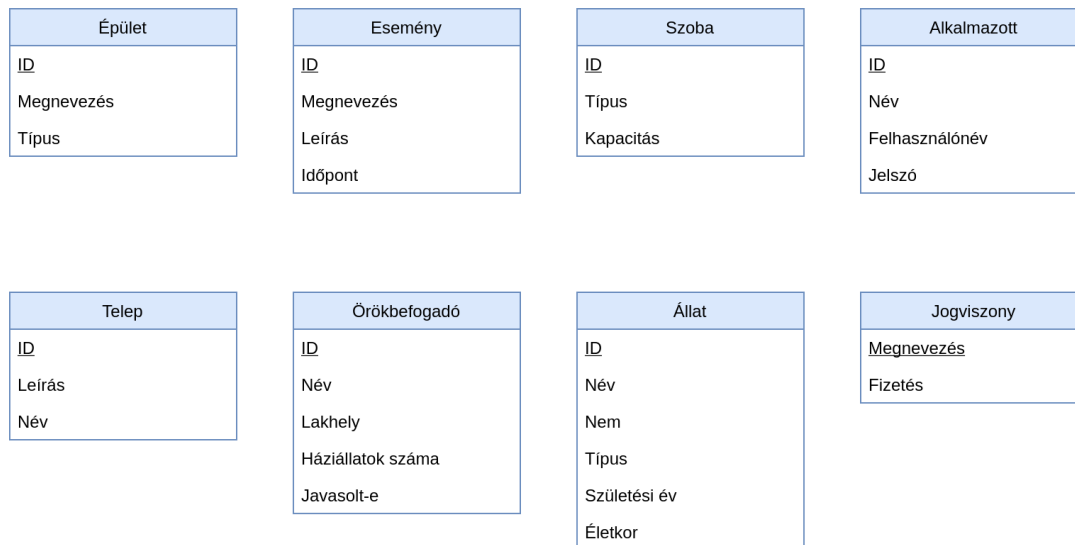 Épület
ID
Megnevezés
Típus
Esemény
ID
Megnevezés
Leírás
Időpont
Szoba
ID
Típus
Kapacitás
Alkalmazott
ID
Név
Felhasználónév
Jelszó
Telep
ID
Leírás
Név
Örökbefogadó
ID
Név
Lakhely
Háziállatok száma
Javasolt-e
Állat
ID
Név
Nem
Típus
Születési év
Életkor
Jogviszony
Megnevezés
Fizetés